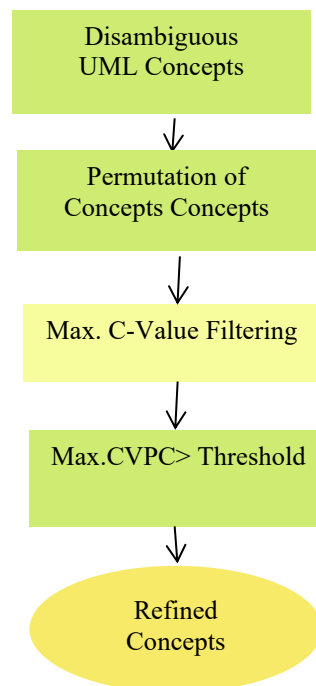 Disambiguous
UML Concepts
Permutation of
Concepts Concepts
Max. C-Value Filtering
Max.CVPC> Threshold
Refined
Concepts